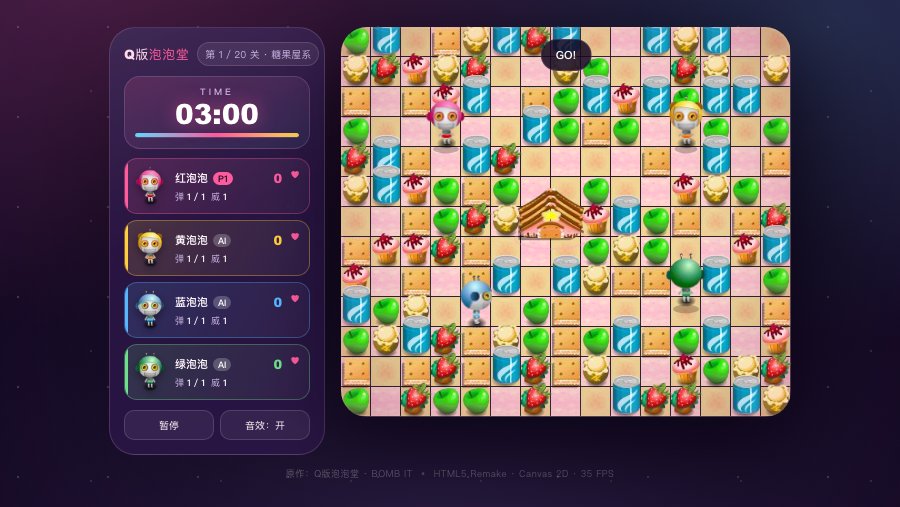 Q版泡泡堂
第 1 / 20 关 · 糖果屋系
TIME
03:00
红泡泡 P1 0
弹 1 / 1 威 1
黄泡泡 AI 0
弹 1 / 1 威 1
蓝泡泡 AI 0
弹 1 / 1 威 1
绿泡泡 AI 0
弹 1 / 1 威 1
暂停
音效：开
GO!
原作：Q版泡泡堂 · BOMB IT • HTML5 Remake · Canvas 2D · 35 FPS